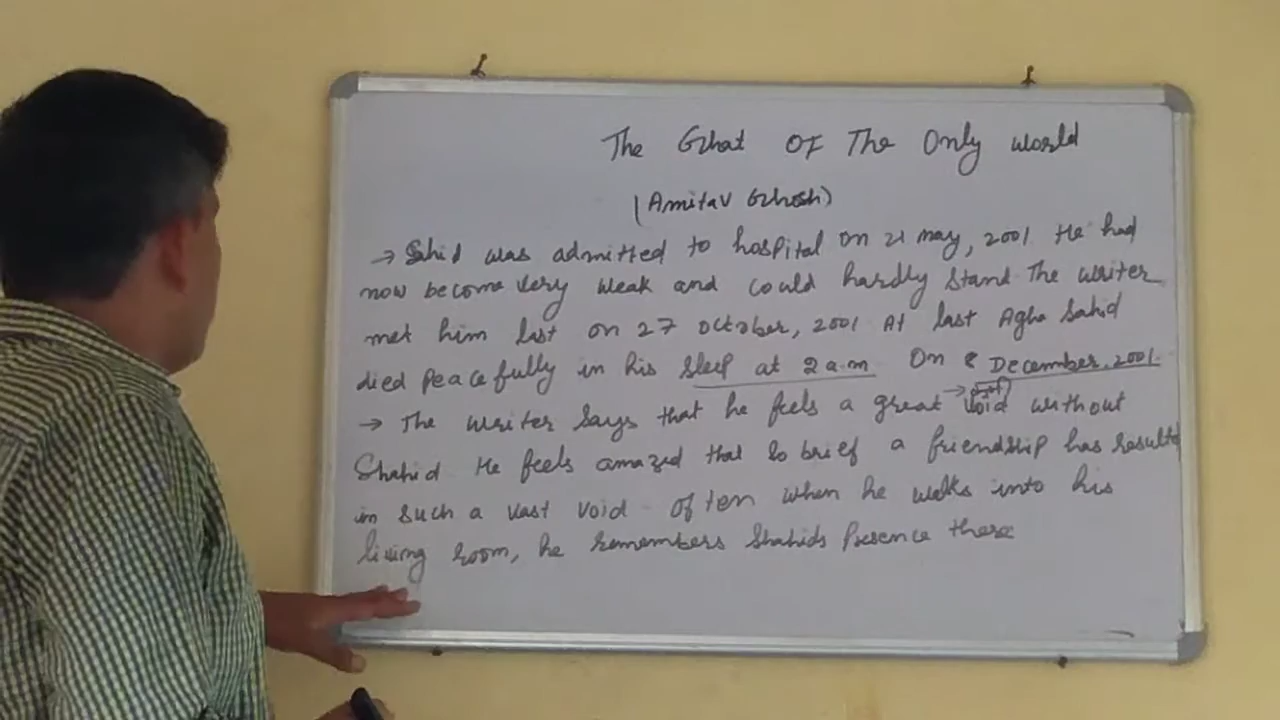 The Ghat OF The Only World
(Amitav Ghosh)
→ Sahid was admitted to hospital on 21 may, 2001. He had
now become very weak and could hardly stand The writer
met him last on 27 October, 2001 At last Agha Sahid
died peacefully in his sleep at 2 a.m On 8 December, 2001.
→ The writer says that he feels a great void without
Shahid He feels amazed that so brief a friendship has resulted
in such a vast void - often when he walks into his
living room, he remembers Shahids Presence there